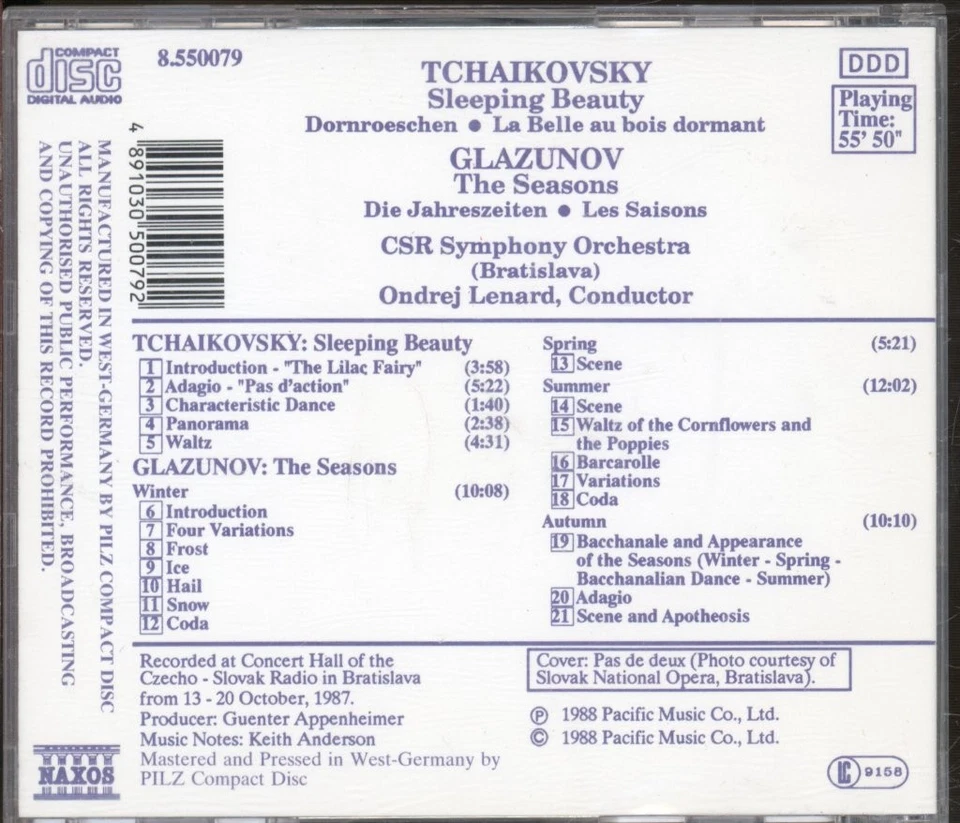 COMPACT
disc
DIGITAL AUDIO
8.550079
TCHAIKOVSKY
Sleeping Beauty
Dornroeschen ● La Belle au bois dormant
GLAZUNOV
The Seasons
Die Jahreszeiten ● Les Saisons
CSR Symphony Orchestra
(Bratislava)
Ondrej Lenard, Conductor
DDD
Playing
Time:
55' 50"
4 891030 500792
MANUFACTURED IN WEST-GERMANY BY PILZ COMPACT DISC
ALL RIGHTS RESERVED.
UNAUTHORISED PUBLIC PERFORMANCE, BROADCASTING
AND COPYING OF THIS RECORD PROHIBITED.
TCHAIKOVSKY: Sleeping Beauty
1 Introduction - "The Lilac Fairy" (3:58)
2 Adagio - "Pas d'action" (5:22)
3 Characteristic Dance (1:40)
4 Panorama (2:38)
5 Waltz (4:31)
GLAZUNOV: The Seasons
Winter (10:08)
6 Introduction
7 Four Variations
8 Frost
9 Ice
10 Hail
11 Snow
12 Coda
Spring (5:21)
13 Scene
Summer (12:02)
14 Scene
15 Waltz of the Cornflowers and
the Poppies
16 Barcarolle
17 Variations
18 Coda
Autumn (10:10)
19 Bacchanale and Appearance
of the Seasons (Winter - Spring -
Bacchanalian Dance - Summer)
20 Adagio
21 Scene and Apotheosis
Recorded at Concert Hall of the
Czecho - Slovak Radio in Bratislava
from 13 - 20 October, 1987.
Producer: Guenter Appenheimer
Music Notes: Keith Anderson
Mastered and Pressed in West-Germany by
PILZ Compact Disc
Cover: Pas de deux (Photo courtesy of
Slovak National Opera, Bratislava).
℗ 1988 Pacific Music Co., Ltd.
© 1988 Pacific Music Co., Ltd.
NAXOS
LC 9158